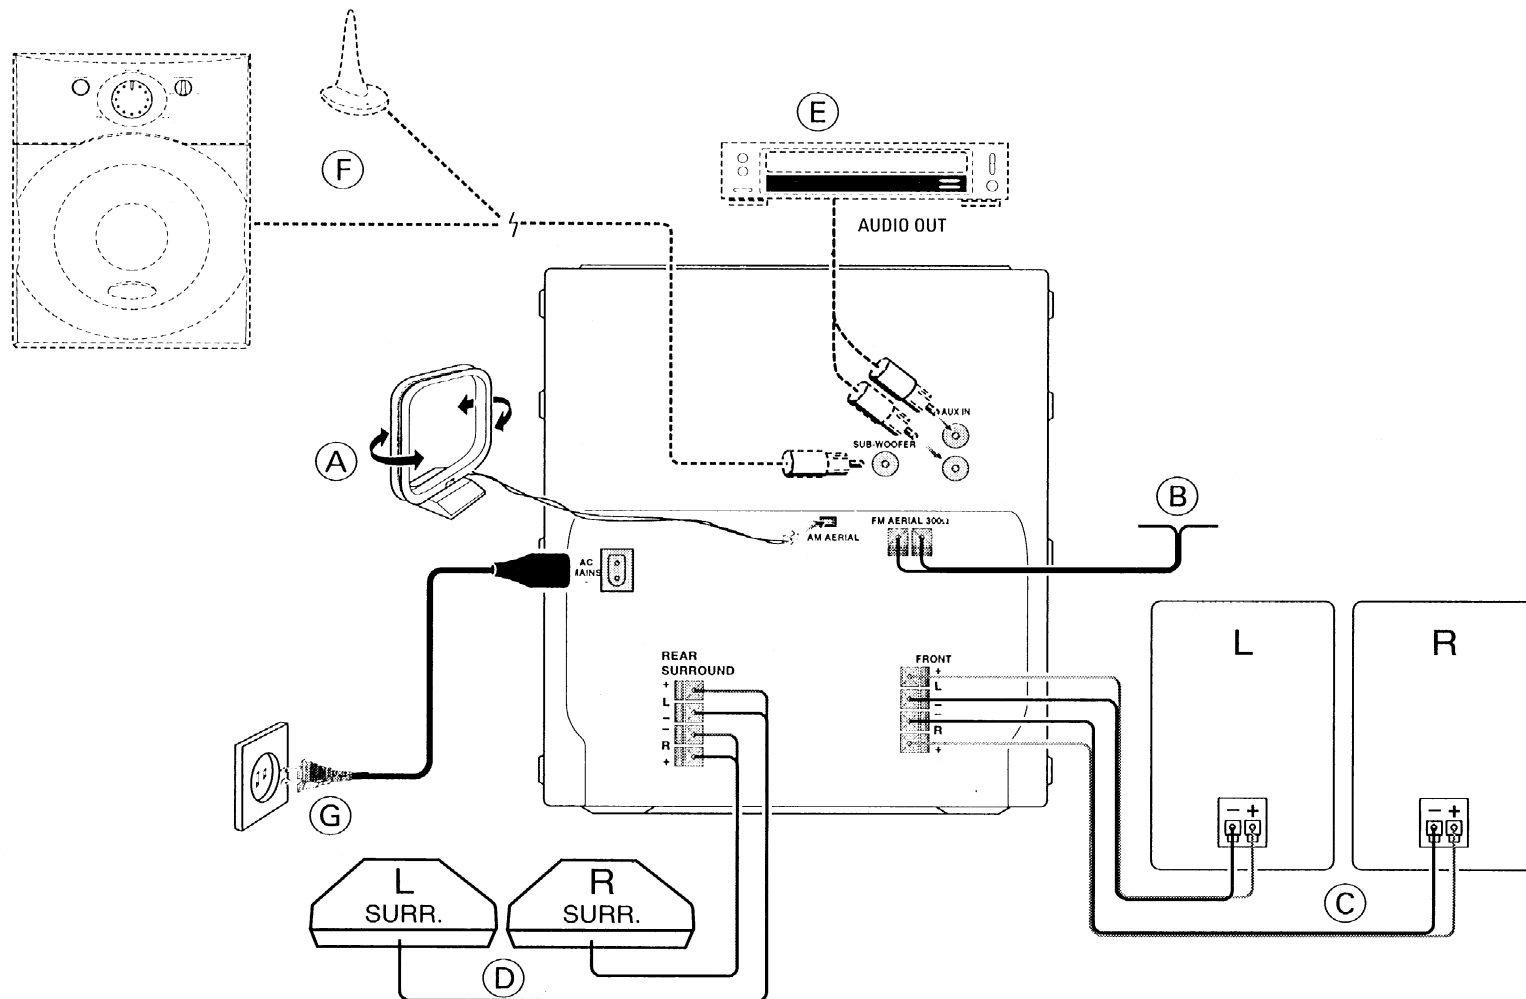 E
F
AUDIO OUT
A
AUX IN
SUB-WOOFER
B
FM AERIAL 300Ω
AM AERIAL
AC
MAINS
~
L
R
REAR
SURROUND
+
L
–
–
R
+
FRONT
+
L
–
–
R
+
– +
– +
G
L
SURR.
R
SURR.
C
D